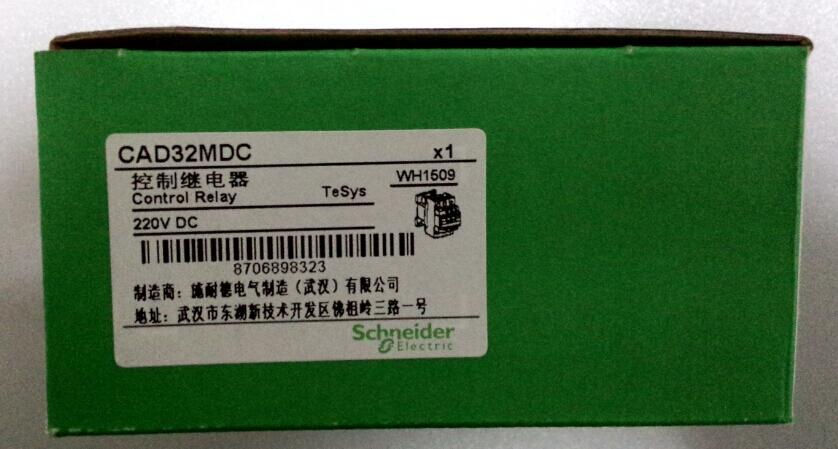 CAD32MDC x1
控制继电器 WH1509
Control Relay TeSys
220V DC
8706898323
制造商：施耐德电气制造（武汉）有限公司
地址：武汉市东湖新技术开发区佛祖岭三路一号
Schneider
Electric